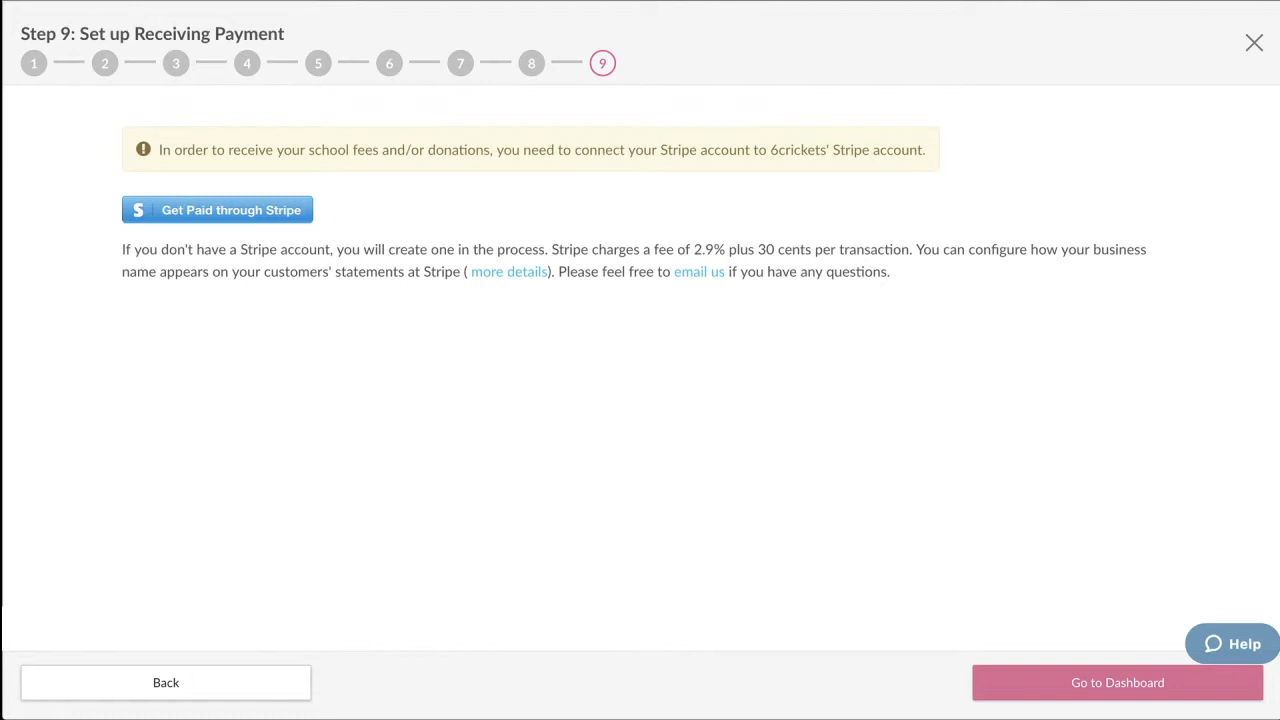 Step 9: Set up Receiving Payment
1 2 3 4 5 6 7 8 9
In order to receive your school fees and/or donations, you need to connect your Stripe account to 6crickets' Stripe account.
S Get Paid through Stripe
If you don't have a Stripe account, you will create one in the process. Stripe charges a fee of 2.9% plus 30 cents per transaction. You can configure how your business
name appears on your customers' statements at Stripe ( more details). Please feel free to email us if you have any questions.
Help
Back
Go to Dashboard